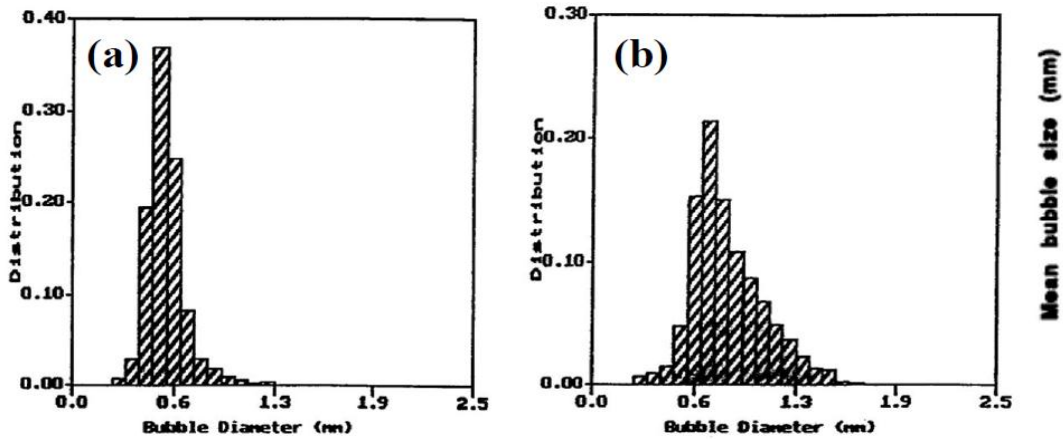 (a)
0.40
0.30
0.20
0.10
0.00
Distribution
0.0 0.6 1.3 1.9 2.5
Bubble Diameter (mm)
(b)
0.30
0.20
0.10
0.00
Distribution
0.0 0.6 1.3 1.9 2.5
Bubble Diameter (mm)
Mean bubble size (mm)